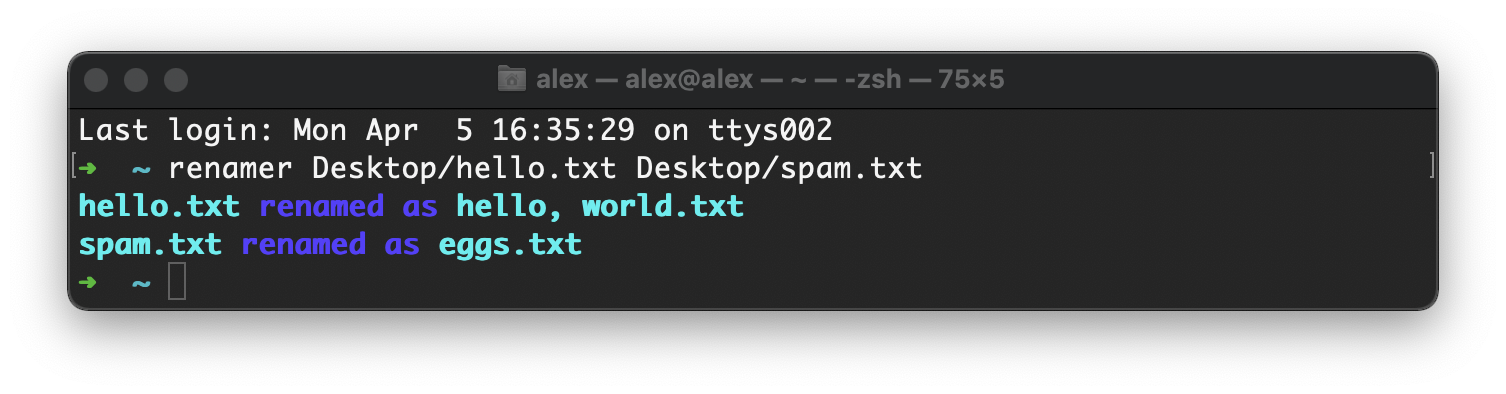 alex — alex@alex — ~ — -zsh — 75×5
Last login: Mon Apr  5 16:35:29 on ttys002
[➜  ~ renamer Desktop/hello.txt Desktop/spam.txt ]
hello.txt renamed as hello, world.txt
spam.txt renamed as eggs.txt
➜  ~